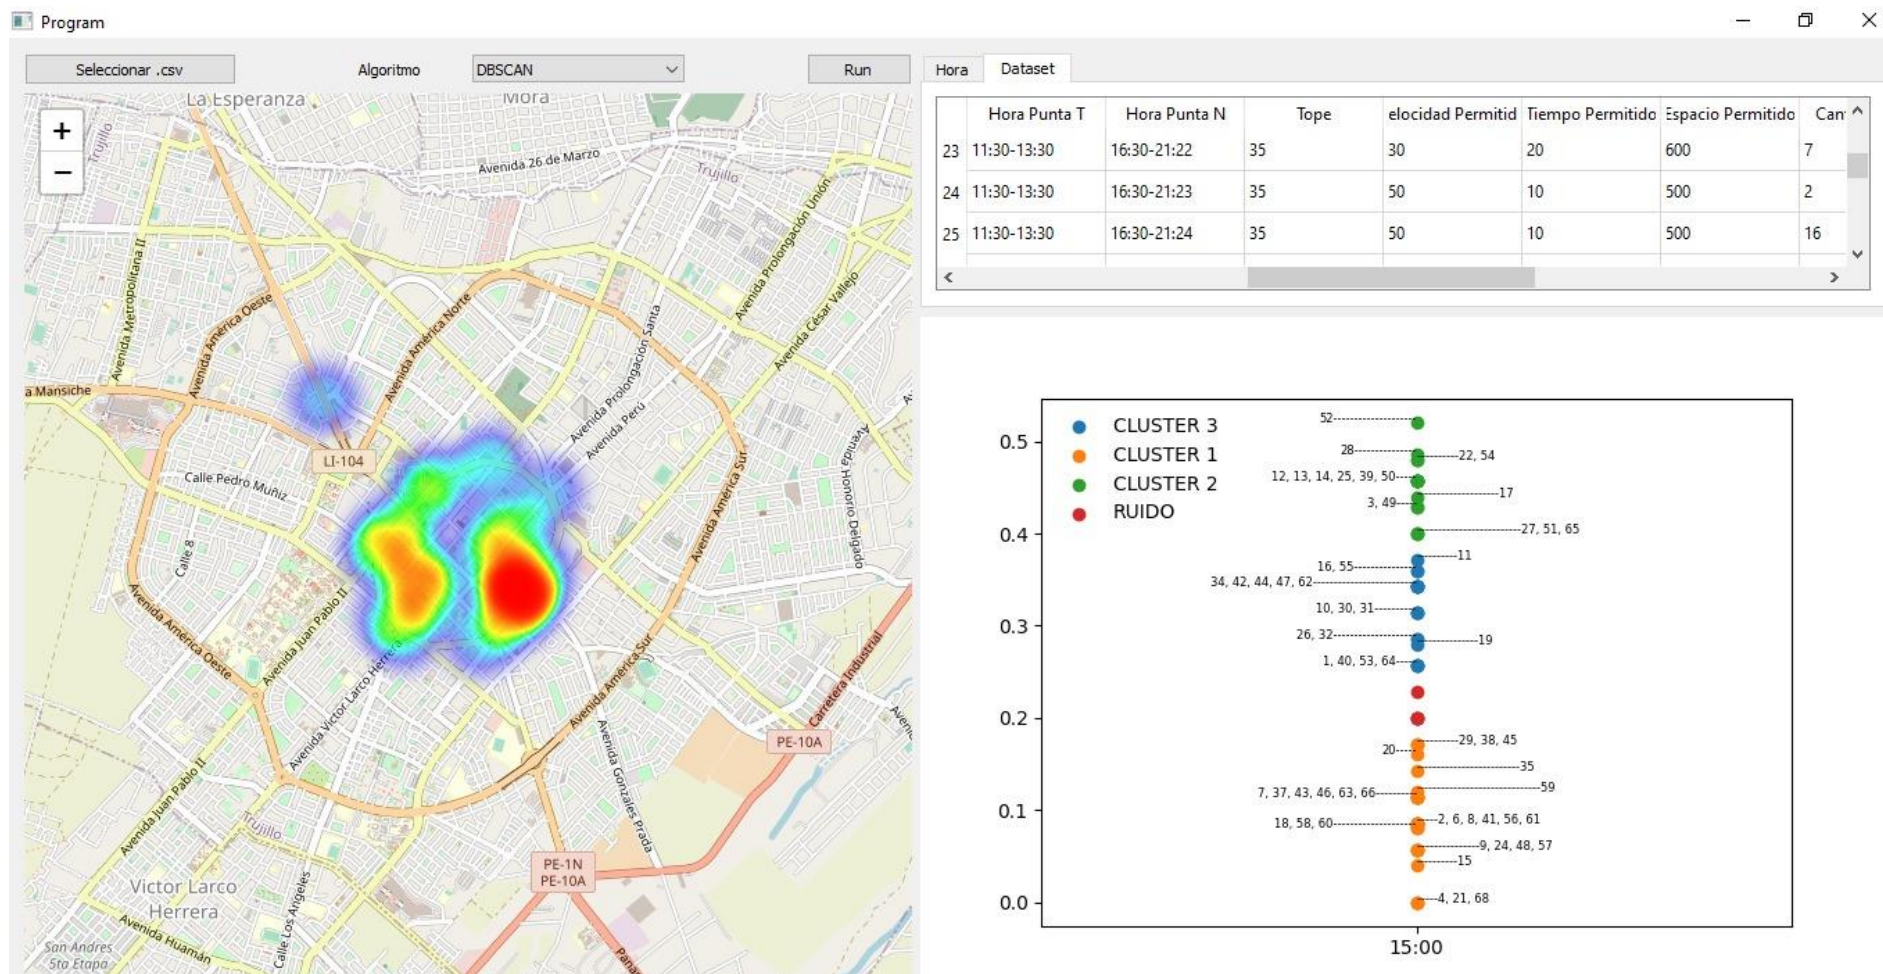 Program
Seleccionar .csv
Algoritmo
DBSCAN
Run
Hora
Dataset
La Esperanza
Mora
+
−
Trujillo
Avenida 26 de Marzo
Trujillo
Avenida Prolongación Unión
Avenida Metropolitana II
Avenida América Oeste
Avenida América Norte
Avenida Prolongación Santa
Avenida César Vallejo
a Mansiche
Avenida Perú
LI-104
Calle Pedro Muñiz
Avenida América Sur
Avenida Honorio Delgado
Calle 8
Avenida América Oeste
Avenida Juan Pablo II
Avenida Víctor Larco Herrera
Avenida América Sur
Carretera Industrial
PE-10A
Avenida Gonzales Prada
Avenida Juan Pablo II
Trujillo
PE-1N
PE-10A
Victor Larco
Herrera
Calle Los Angeles
Avenida Huamán
San Andres
5ta Etapa
Hora Punta T Hora Punta N Tope elocidad Permitid Tiempo Permitido Espacio Permitido Can
23 11:30-13:30 16:30-21:22 35 30 20 600 7
24 11:30-13:30 16:30-21:23 35 50 10 500 2
25 11:30-13:30 16:30-21:24 35 50 10 500 16
CLUSTER 3
CLUSTER 1
CLUSTER 2
RUIDO
0.5
0.4
0.3
0.2
0.1
0.0
52
28
22, 54
12, 13, 14, 25, 39, 50
17
3, 49
27, 51, 65
11
16, 55
34, 42, 44, 47, 62
10, 30, 31
26, 32
19
1, 40, 53, 64
29, 38, 45
20
35
59
7, 37, 43, 46, 63, 66
2, 6, 8, 41, 56, 61
18, 58, 60
9, 24, 48, 57
15
4, 21, 68
15:00